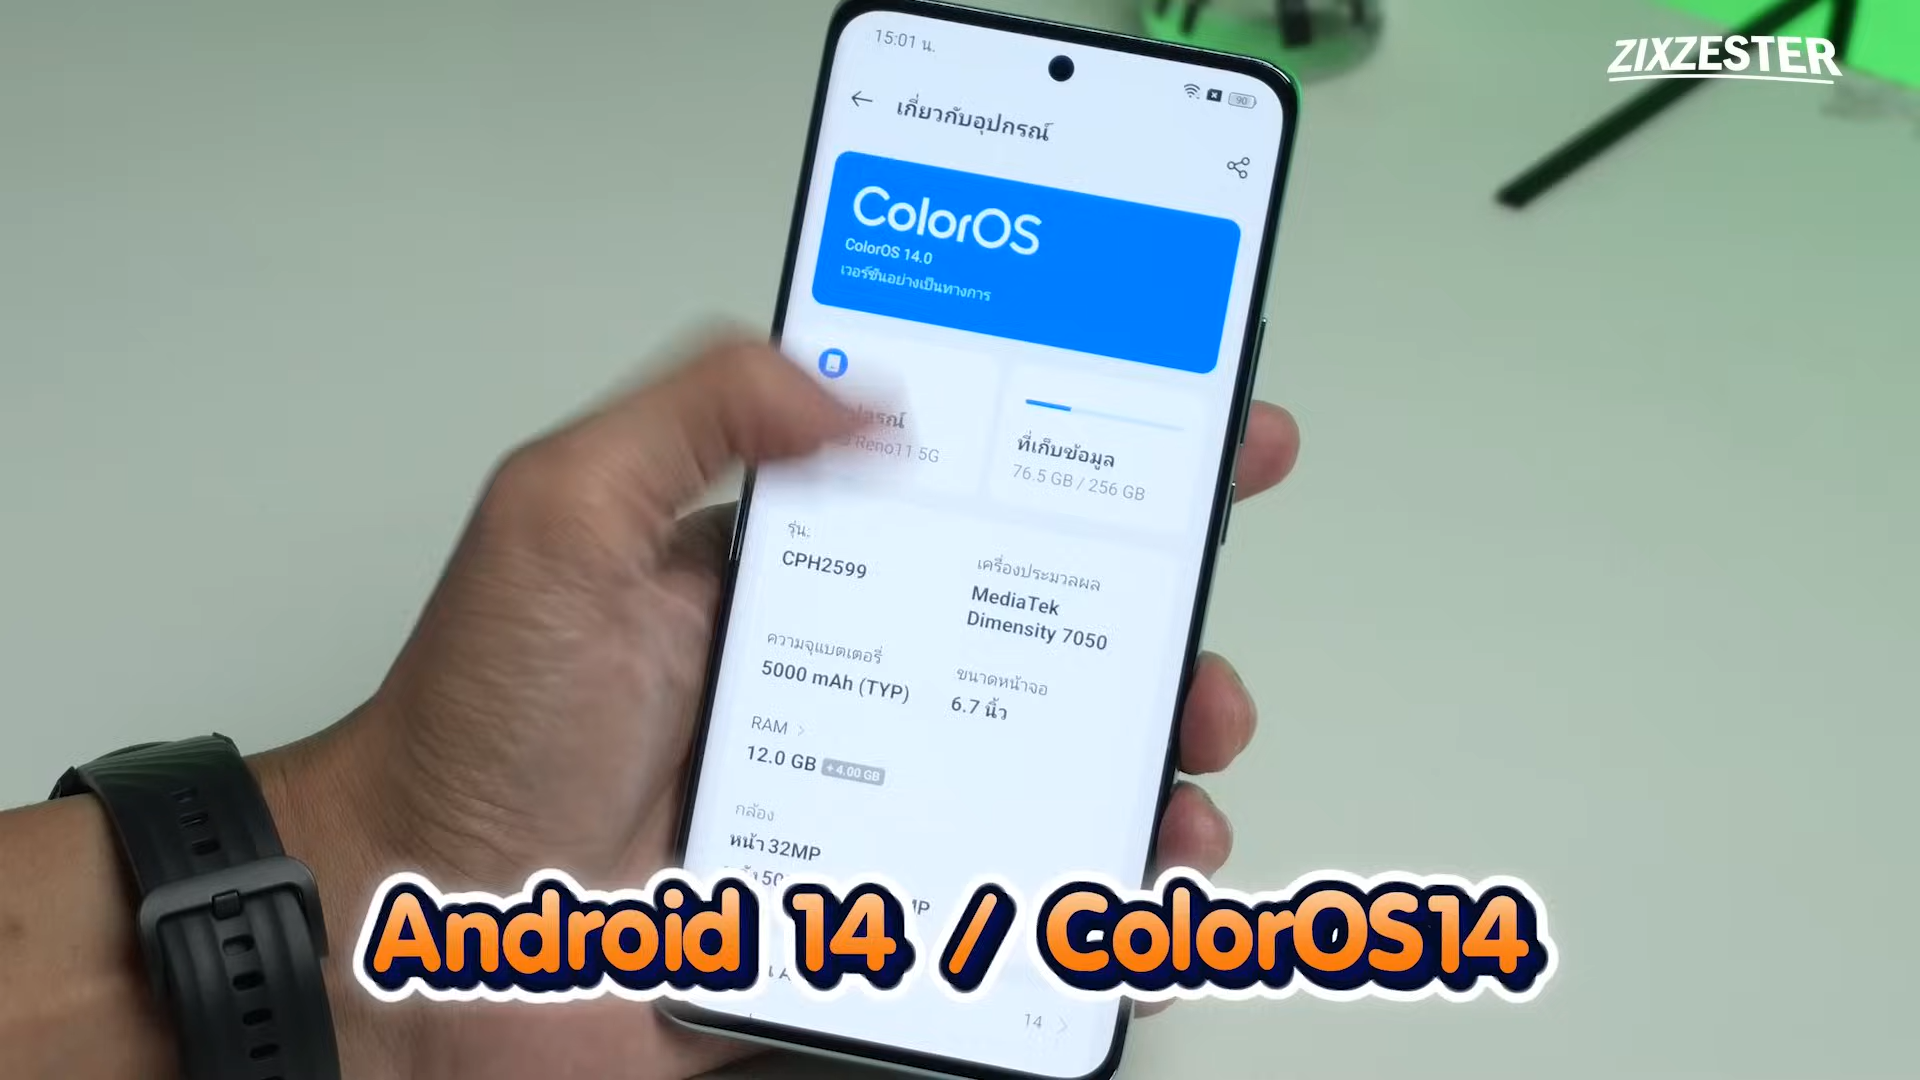 ZIXZESTER
15:01 น.
90
เกี่ยวกับอุปกรณ์
ColorOS
ColorOS 14.0
เวอร์ชันอย่างเป็นทางการ
Reno11 5G
ที่เก็บข้อมูล
76.5 GB / 256 GB
รุ่น:
CPH2599
เครื่องประมวลผล
MediaTek
Dimensity 7050
ความจุแบตเตอรี่
5000 mAh (TYP)
ขนาดหน้าจอ
6.7 นิ้ว
RAM >
12.0 GB +4.00 GB
กล้อง
หน้า 32MP
Android 14 / ColorOS14
14 >